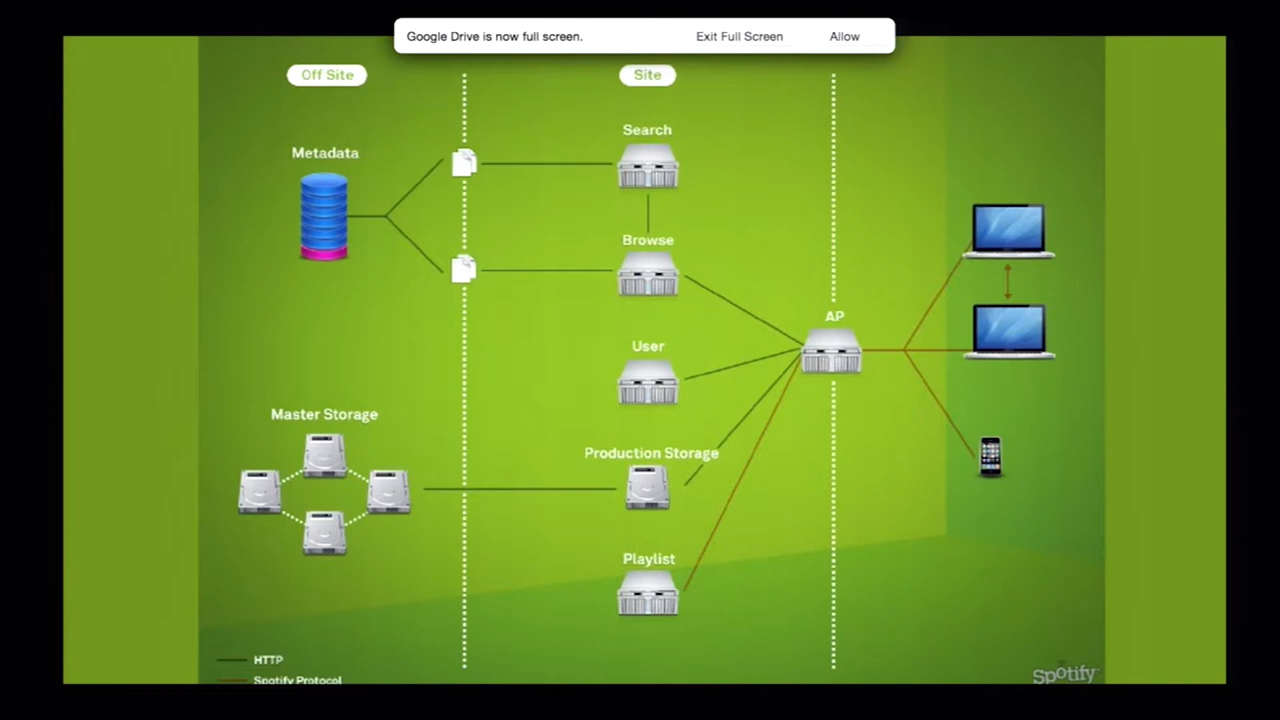 Google Drive is now full screen. Exit Full Screen Allow
Off Site
Site
Search
Metadata
Browse
AP
User
Master Storage
Production Storage
Playlist
HTTP
Spotify Protocol
Spotify